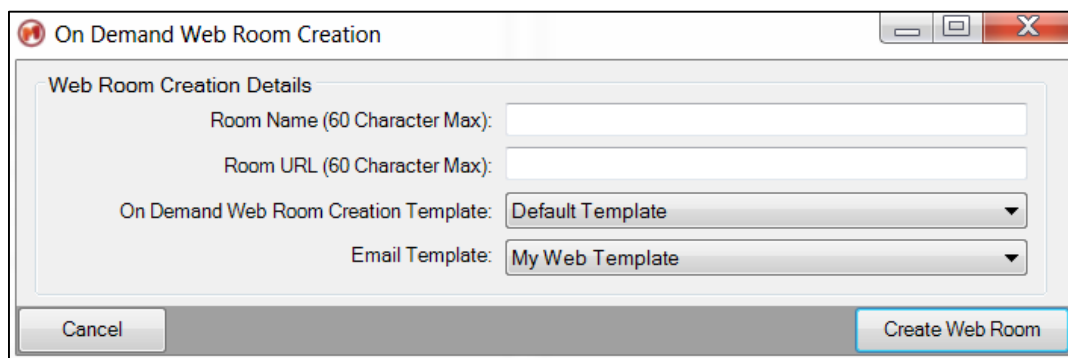 On Demand Web Room Creation
Web Room Creation Details
Room Name (60 Character Max):
Room URL (60 Character Max):
On Demand Web Room Creation Template: Default Template
Email Template: My Web Template
Cancel Create Web Room